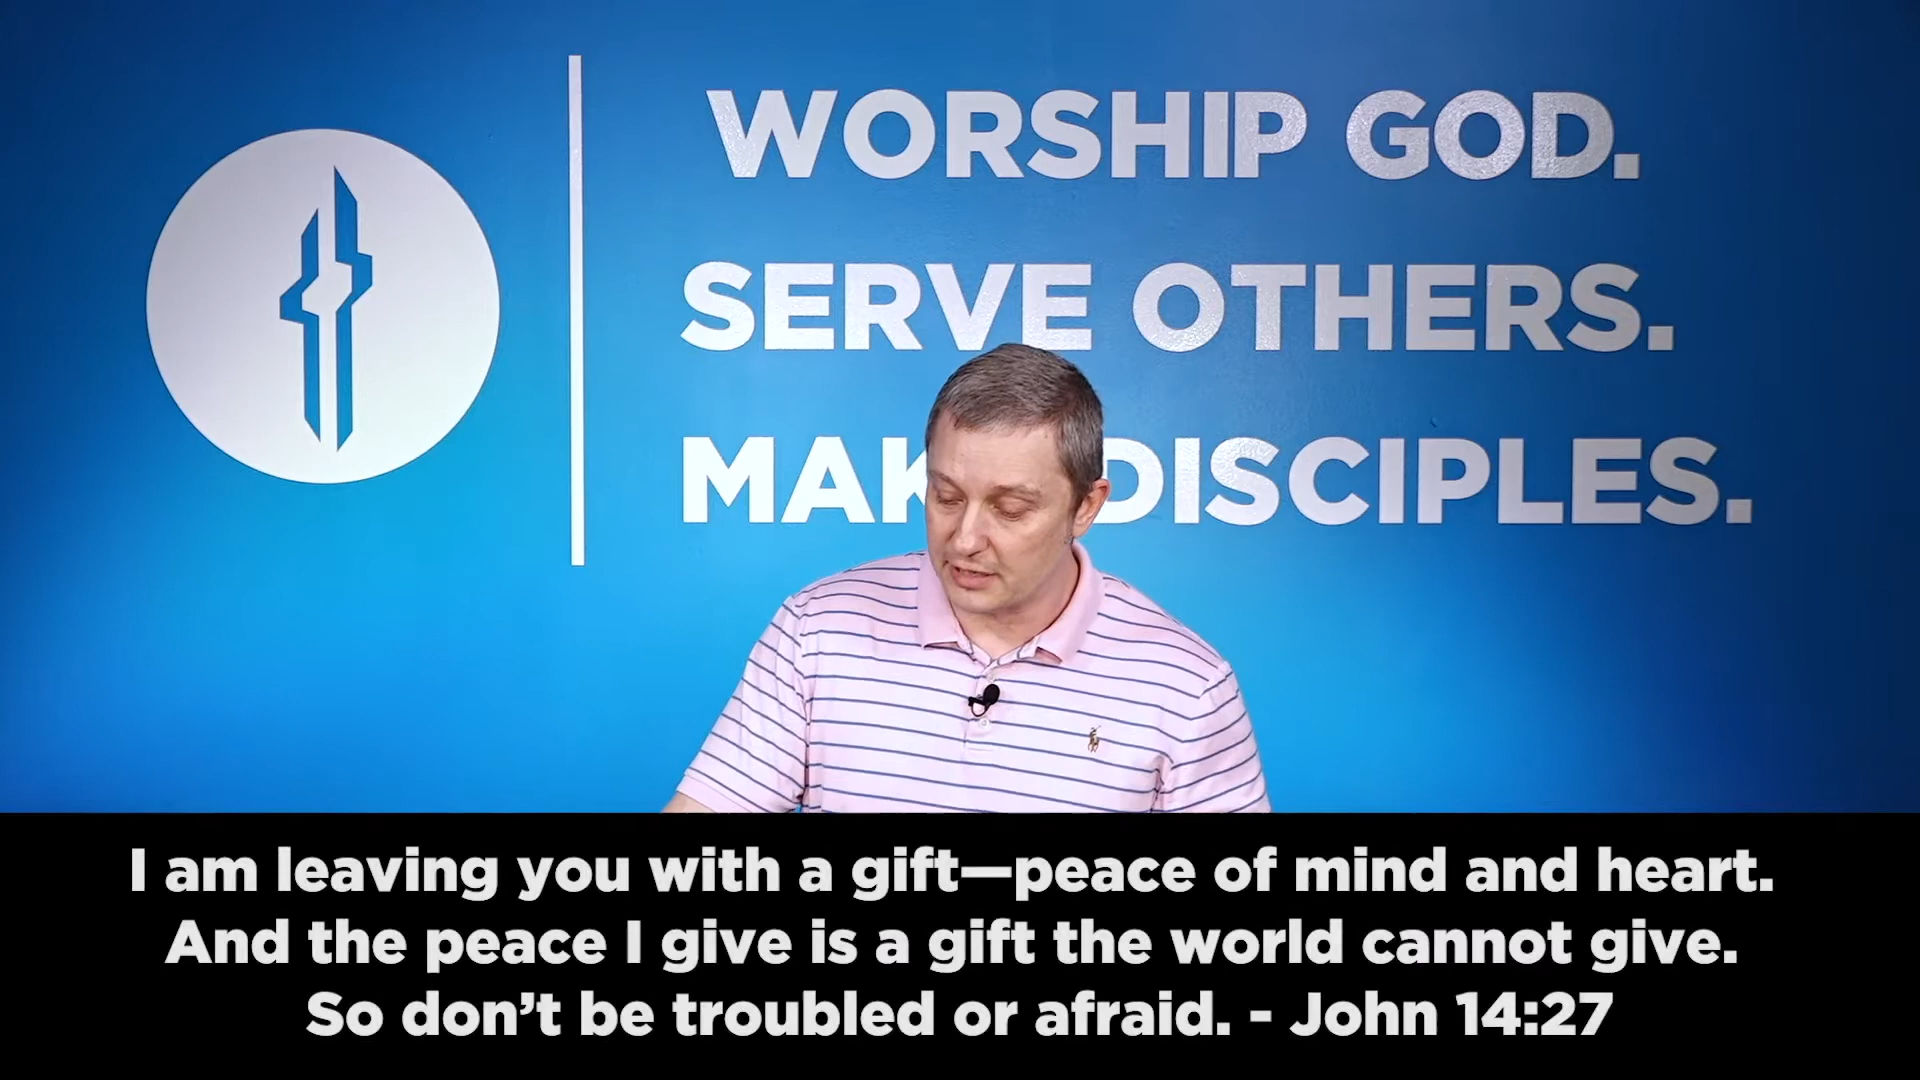 WORSHIP GOD.
SERVE OTHERS.
MAK DISCIPLES.
I am leaving you with a gift—peace of mind and heart.
And the peace I give is a gift the world cannot give.
So don’t be troubled or afraid. - John 14:27